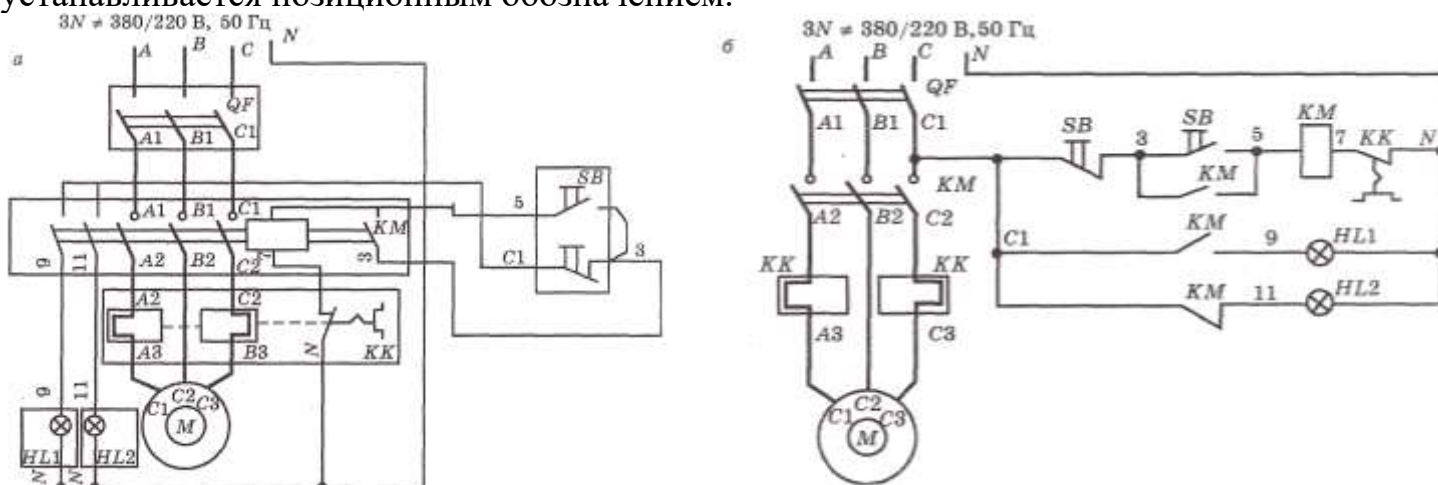 устанавливается позиционным обозначением.
3N ≠ 380/220 В, 50 Гц
а
A B C N
QF
A1 B1 C1
A1 B1 C1
KM
A2 B2 C2
9 11
3
5 SB
C1 3
A2 C2
A3 B3 N KK
9 11
C1 C2 C3
M
HL1 HL2
N N
б
3N ≠ 380/220 В, 50 Гц
A B C N
QF
A1 B1 C1
SB 3 SB 5 KM 7 KK N
KM
KM
A2 B2 C2
C1 KM 9 HL1
KK KK
KM 11 HL2
A3 C3
C1 C2 C3
M